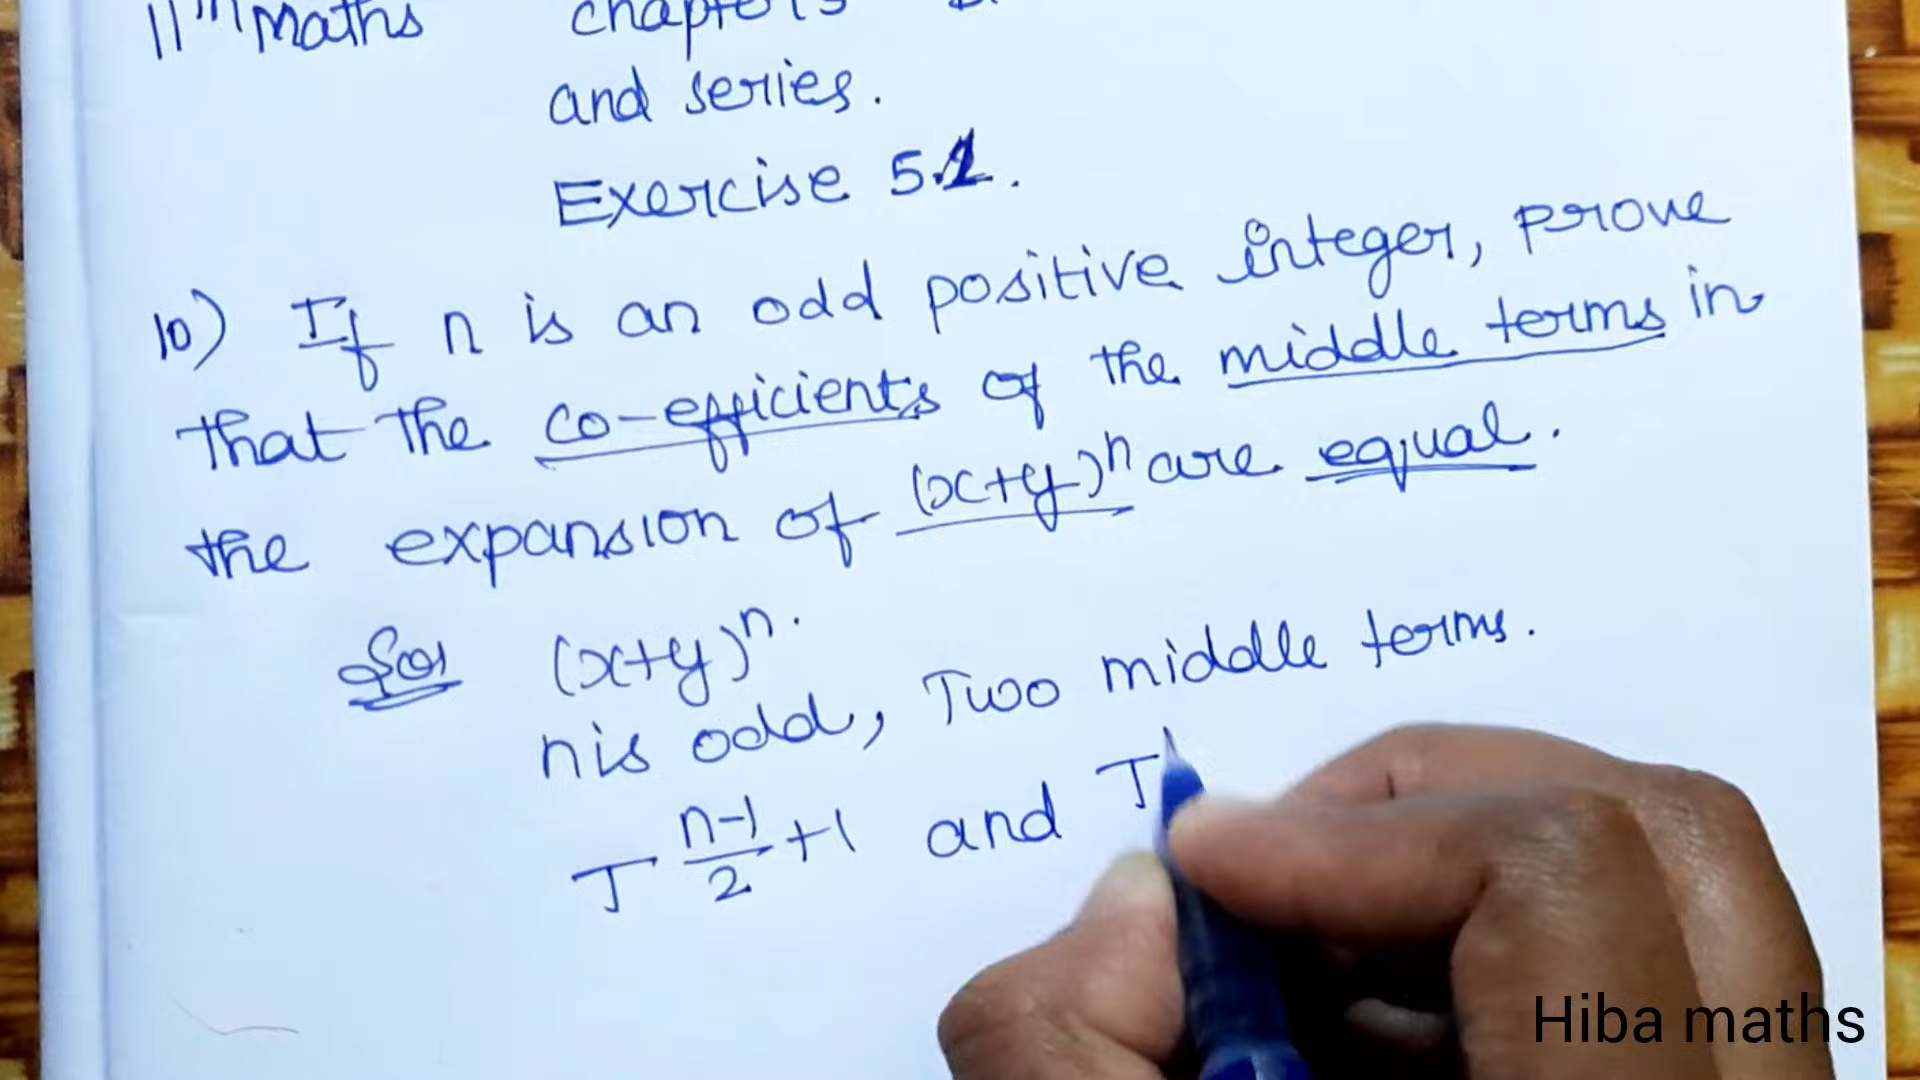 11th Maths chapter 5
and series.
Exercise 5.1.
10) If n is an odd positive integer, prove
that the co-efficients of the middle terms in
the expansion of (x+y)ⁿ are equal.
Sol (x+y)ⁿ.
n is odd, Two middle terms.
T (n-1)/2 +1 and T
Hiba maths